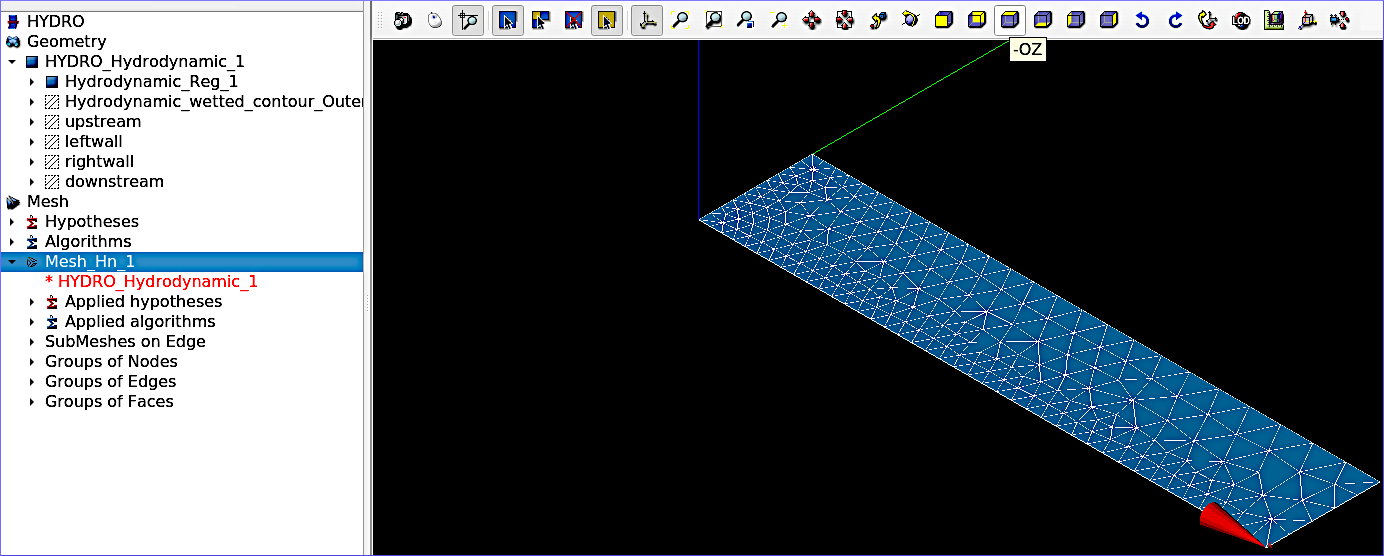 HYDRO
Geometry
HYDRO_Hydrodynamic_1
Hydrodynamic_Reg_1
Hydrodynamic_wetted_contour_Outer
upstream
leftwall
rightwall
downstream
Mesh
Hypotheses
Algorithms
Mesh_Hn_1
* HYDRO_Hydrodynamic_1
Applied hypotheses
Applied algorithms
SubMeshes on Edge
Groups of Nodes
Groups of Edges
Groups of Faces
LOD
-OZ